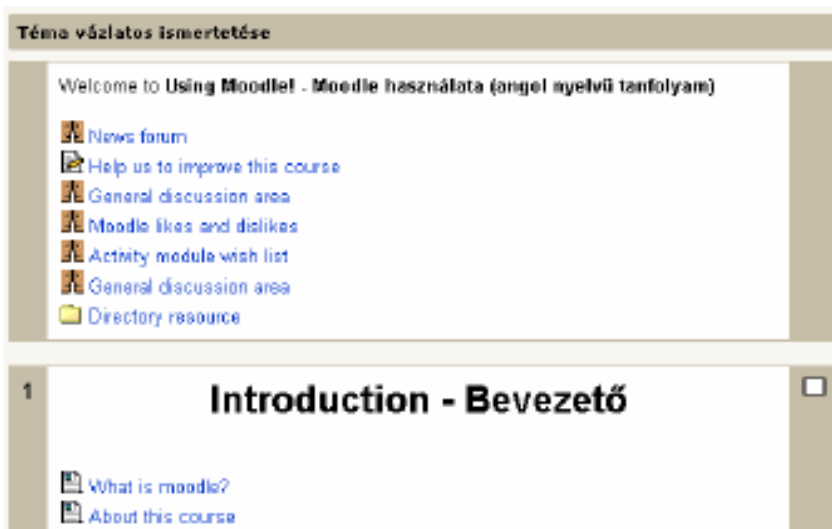 Téma vázlatos ismertetése
Welcome to Using Moodle! - Moodle használata (angol nyelvű tanfolyam)
News forum
Help us to improve this course
General discussion area
Moodle likes and dislikes
Activity module wish list
General discussion area
Directory resource
1
Introduction - Bevezető
What is moodle?
About this course